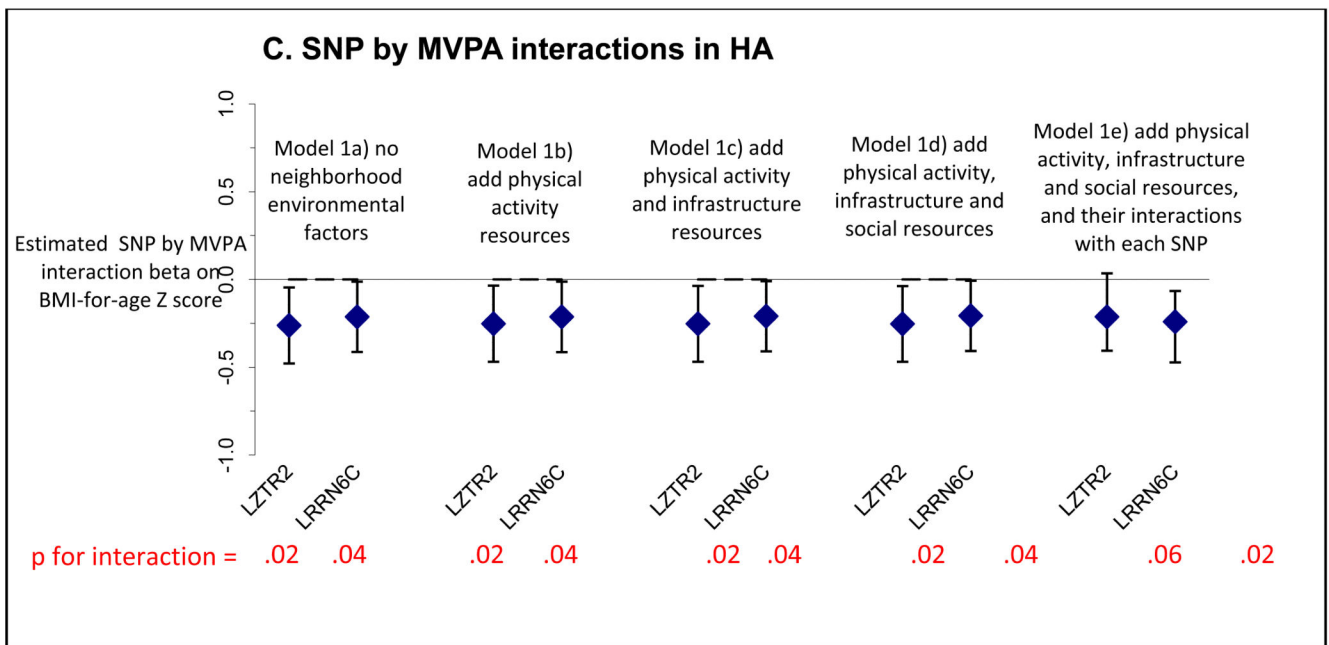 C. SNP by MVPA interactions in HA
1.0
0.5
0.0
-0.5
-1.0
Estimated SNP by MVPA
interaction beta on
BMI-for-age Z score
Model 1a) no
neighborhood
environmental
factors
Model 1b)
add physical
activity
resources
Model 1c) add
physical activity
and infrastructure
resources
Model 1d) add
physical activity,
infrastructure and
social resources
Model 1e) add physical
activity, infrastructure
and social resources,
and their interactions
with each SNP
LZTR2 LRRN6C LZTR2 LRRN6C LZTR2 LRRN6C LZTR2 LRRN6C LZTR2 LRRN6C
p for interaction = .02 .04 .02 .04 .02 .04 .02 .04 .06 .02